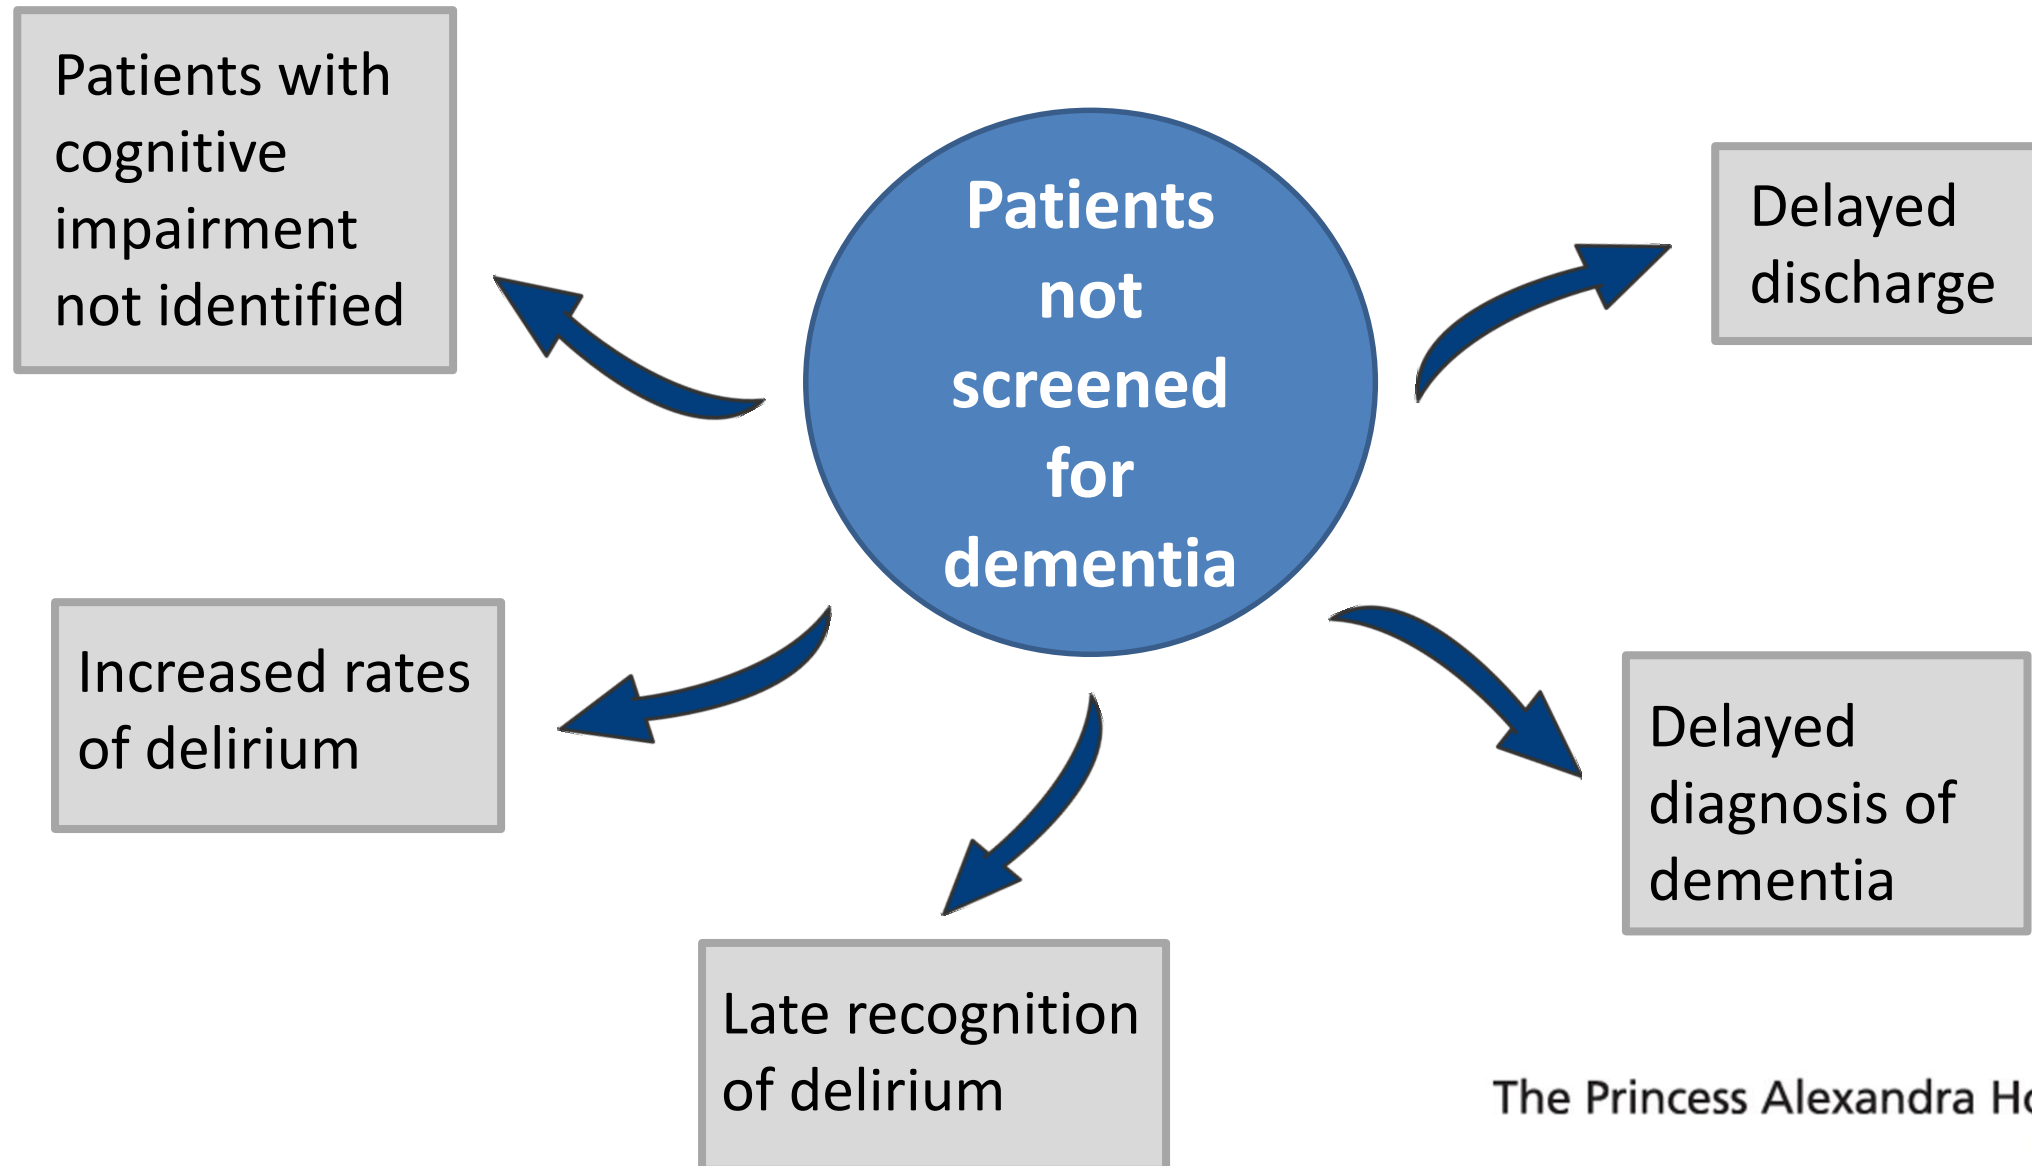 Patients with
cognitive
impairment
not identified
Patients
not
screened
for
dementia
Delayed
discharge
Increased rates
of delirium
Delayed
diagnosis of
dementia
Late recognition
of delirium
The Princess Alexandra